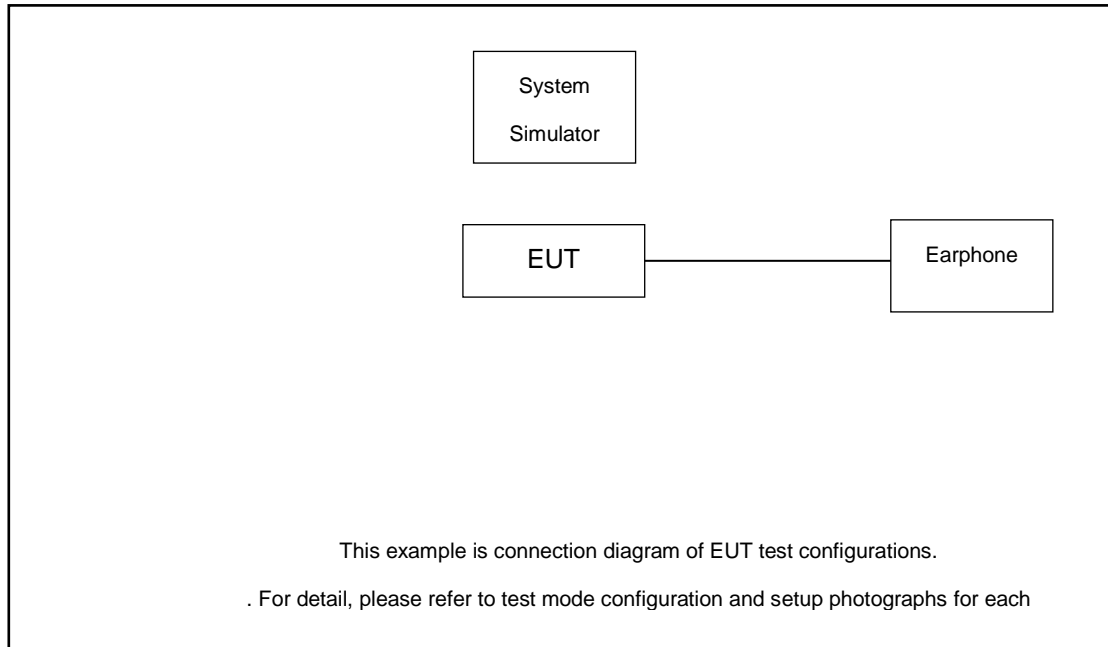 System
Simulator
EUT
Earphone
This example is connection diagram of EUT test configurations.
. For detail, please refer to test mode configuration and setup photographs for each